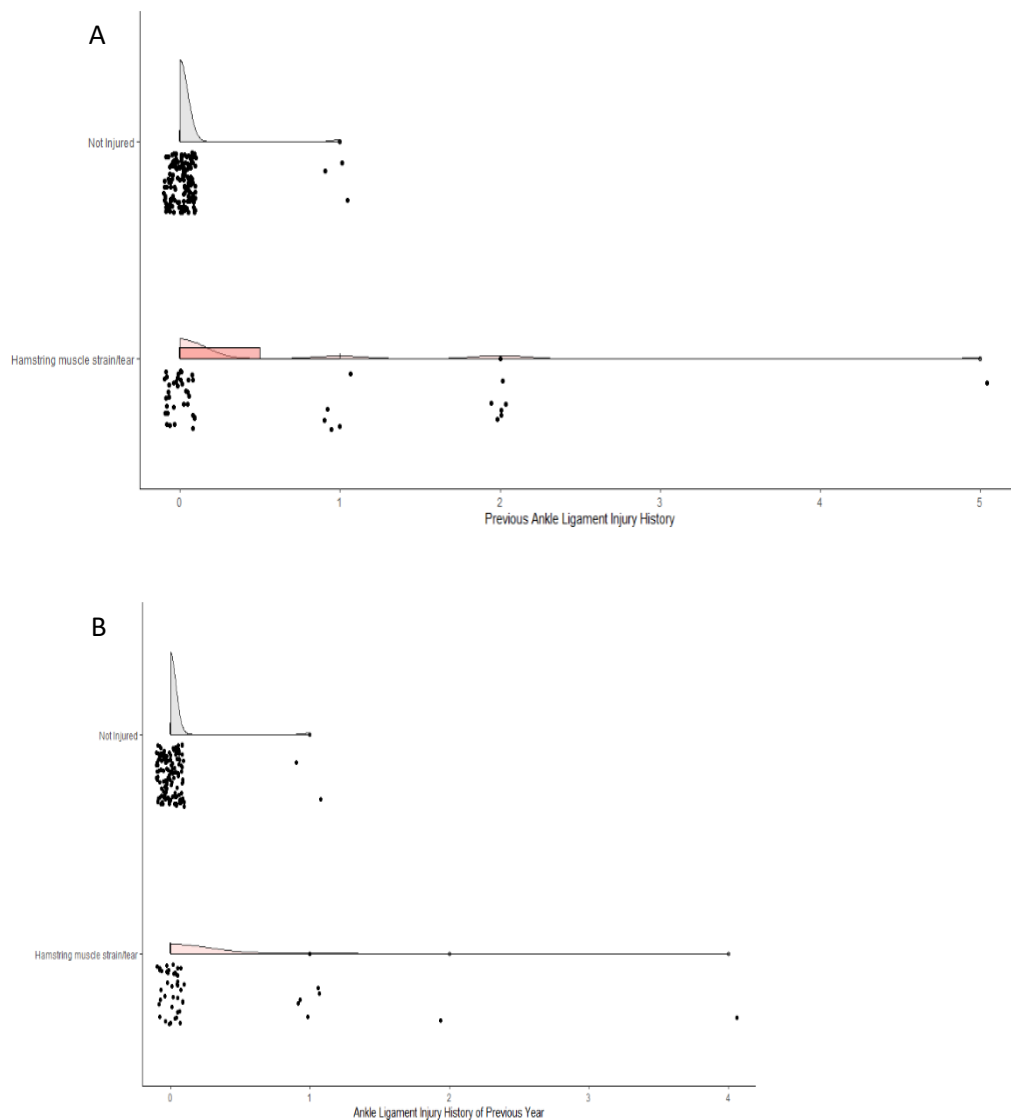 A
Not Injured
Hamstring muscle strain/tear
0 1 2 3 4 5
Previous Ankle Ligament Injury History
B
Not Injured
Hamstring muscle strain/tear
0 1 2 3 4
Ankle Ligament Injury History of Previous Year